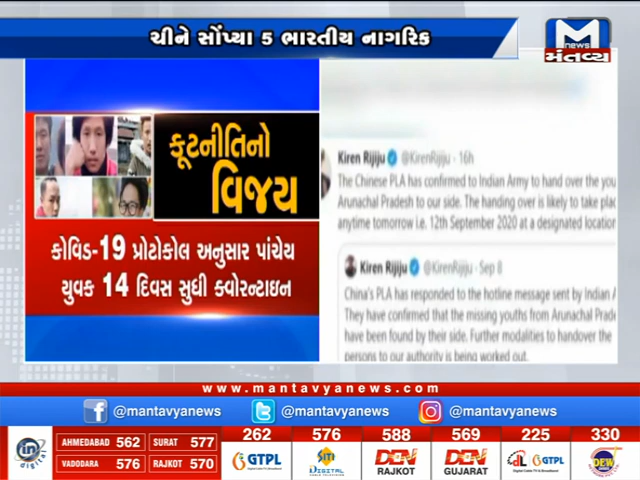 ચીને સોંપ્યા 5 ભારતીય નાગરિક
M
news
મંતવ્ય
કૂટનીતિનો
વિજય
કોવિડ-19 પ્રોટોકોલ અનુસાર પાંચેય
યુવક 14 દિવસ સુધી ક્વોરન્ટાઇન
Kiren Rijiju @KirenRijiju · 16h
The Chinese PLA has confirmed to Indian Army to hand over the you
Arunachal Pradesh to our side. The handing over is likely to take plac
anytime tomorrow i.e. 12th September 2020 at a designated location
Kiren Rijiju @KirenRijiju · Sep 8
China's PLA has responded to the hotline message sent by Indian A
They have confirmed that the missing youths from Arunachal Prade
have been found by their side. Further modalities to handover the
persons to our authority is being worked out.
www.mantavyanews.com
@mantavyanews @mantavyanews @mantavyanews
in digital
AHMEDABAD 562 SURAT 577
VADODARA 576 RAJKOT 570
262 576 588 569 225 330
GTPL SITI DIGITAL DEN RAJKOT DEN GUJARAT dL GTPL DEW